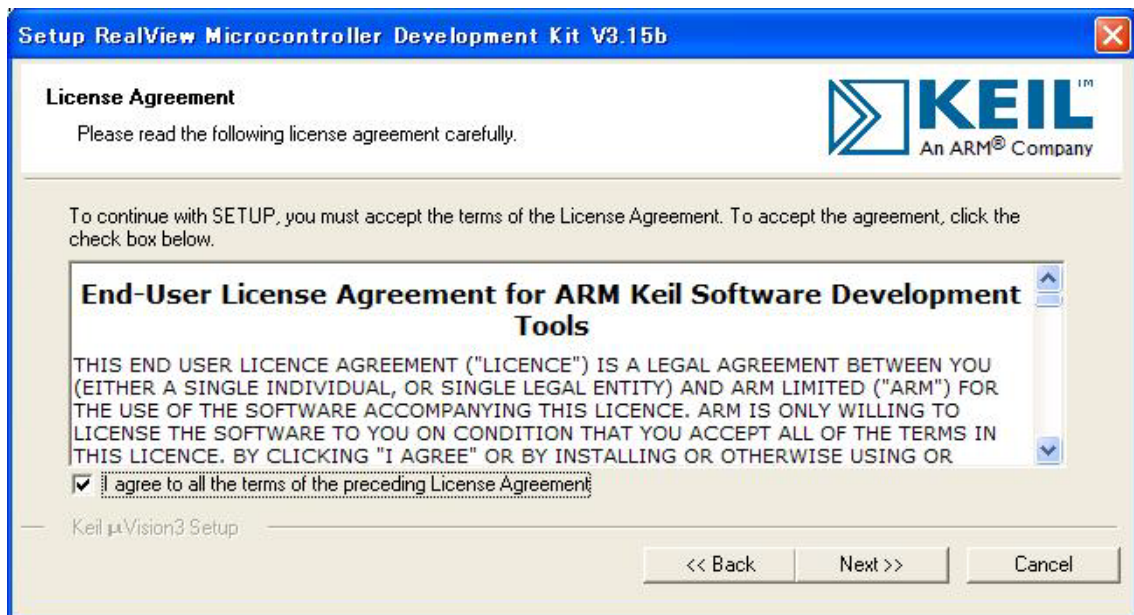 Setup RealView Microcontroller Development Kit V3.15b
License Agreement
Please read the following license agreement carefully.
KEIL™
An ARM® Company
To continue with SETUP, you must accept the terms of the License Agreement. To accept the agreement, click the
check box below.
End-User License Agreement for ARM Keil Software Development
Tools
THIS END USER LICENCE AGREEMENT ("LICENCE") IS A LEGAL AGREEMENT BETWEEN YOU
(EITHER A SINGLE INDIVIDUAL, OR SINGLE LEGAL ENTITY) AND ARM LIMITED ("ARM") FOR
THE USE OF THE SOFTWARE ACCOMPANYING THIS LICENCE. ARM IS ONLY WILLING TO
LICENSE THE SOFTWARE TO YOU ON CONDITION THAT YOU ACCEPT ALL OF THE TERMS IN
THIS LICENCE. BY CLICKING "I AGREE" OR BY INSTALLING OR OTHERWISE USING OR
I agree to all the terms of the preceding License Agreement
Keil µVision3 Setup
<< Back
Next >>
Cancel